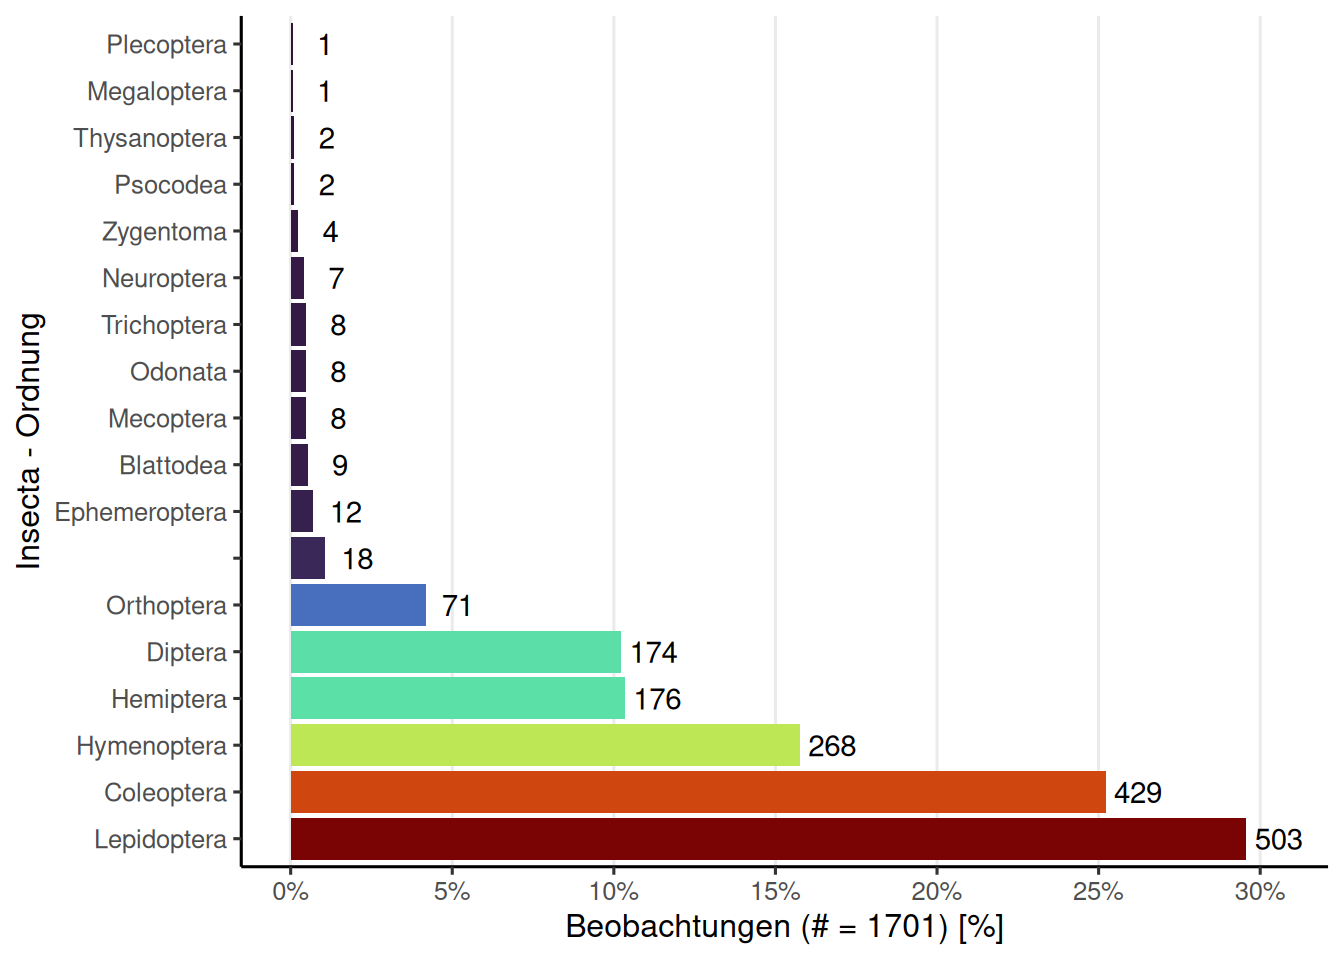 Insecta - Ordnung
Plecoptera 1
Megaloptera 1
Thysanoptera 2
Psocodea 2
Zygentoma 4
Neuroptera 7
Trichoptera 8
Odonata 8
Mecoptera 8
Blattodea 9
Ephemeroptera 12
18
Orthoptera 71
Diptera 174
Hemiptera 176
Hymenoptera 268
Coleoptera 429
Lepidoptera 503
0% 5% 10% 15% 20% 25% 30%
Beobachtungen (# = 1701) [%]